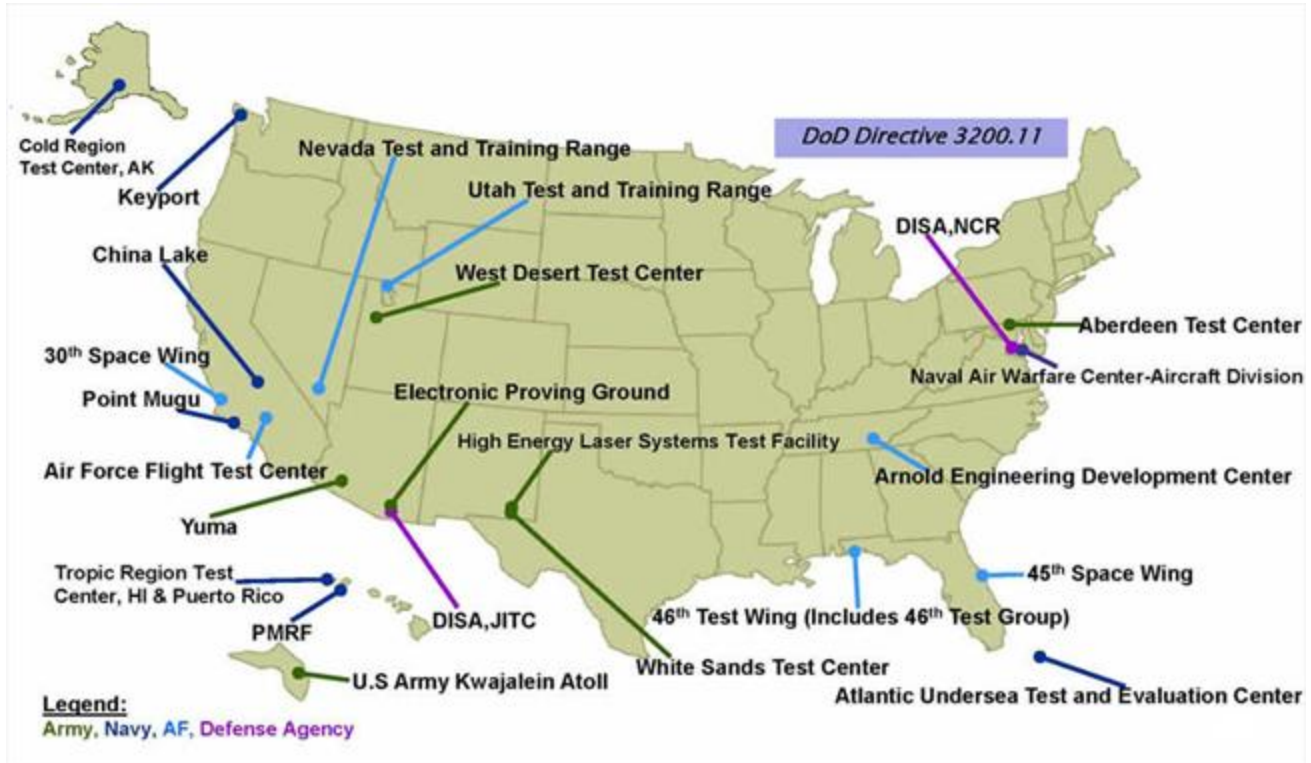 DoD Directive 3200.11
Cold Region
Test Center, AK
Keyport
Nevada Test and Training Range
Utah Test and Training Range
China Lake
West Desert Test Center
DISA,NCR
Aberdeen Test Center
30th Space Wing
Naval Air Warfare Center-Aircraft Division
Point Mugu
Electronic Proving Ground
High Energy Laser Systems Test Facility
Air Force Flight Test Center
Arnold Engineering Development Center
Yuma
Tropic Region Test
Center, HI & Puerto Rico
45th Space Wing
PMRF
DISA,JITC
46th Test Wing (Includes 46th Test Group)
White Sands Test Center
U.S Army Kwajalein Atoll
Atlantic Undersea Test and Evaluation Center
Legend:
Army, Navy, AF, Defense Agency